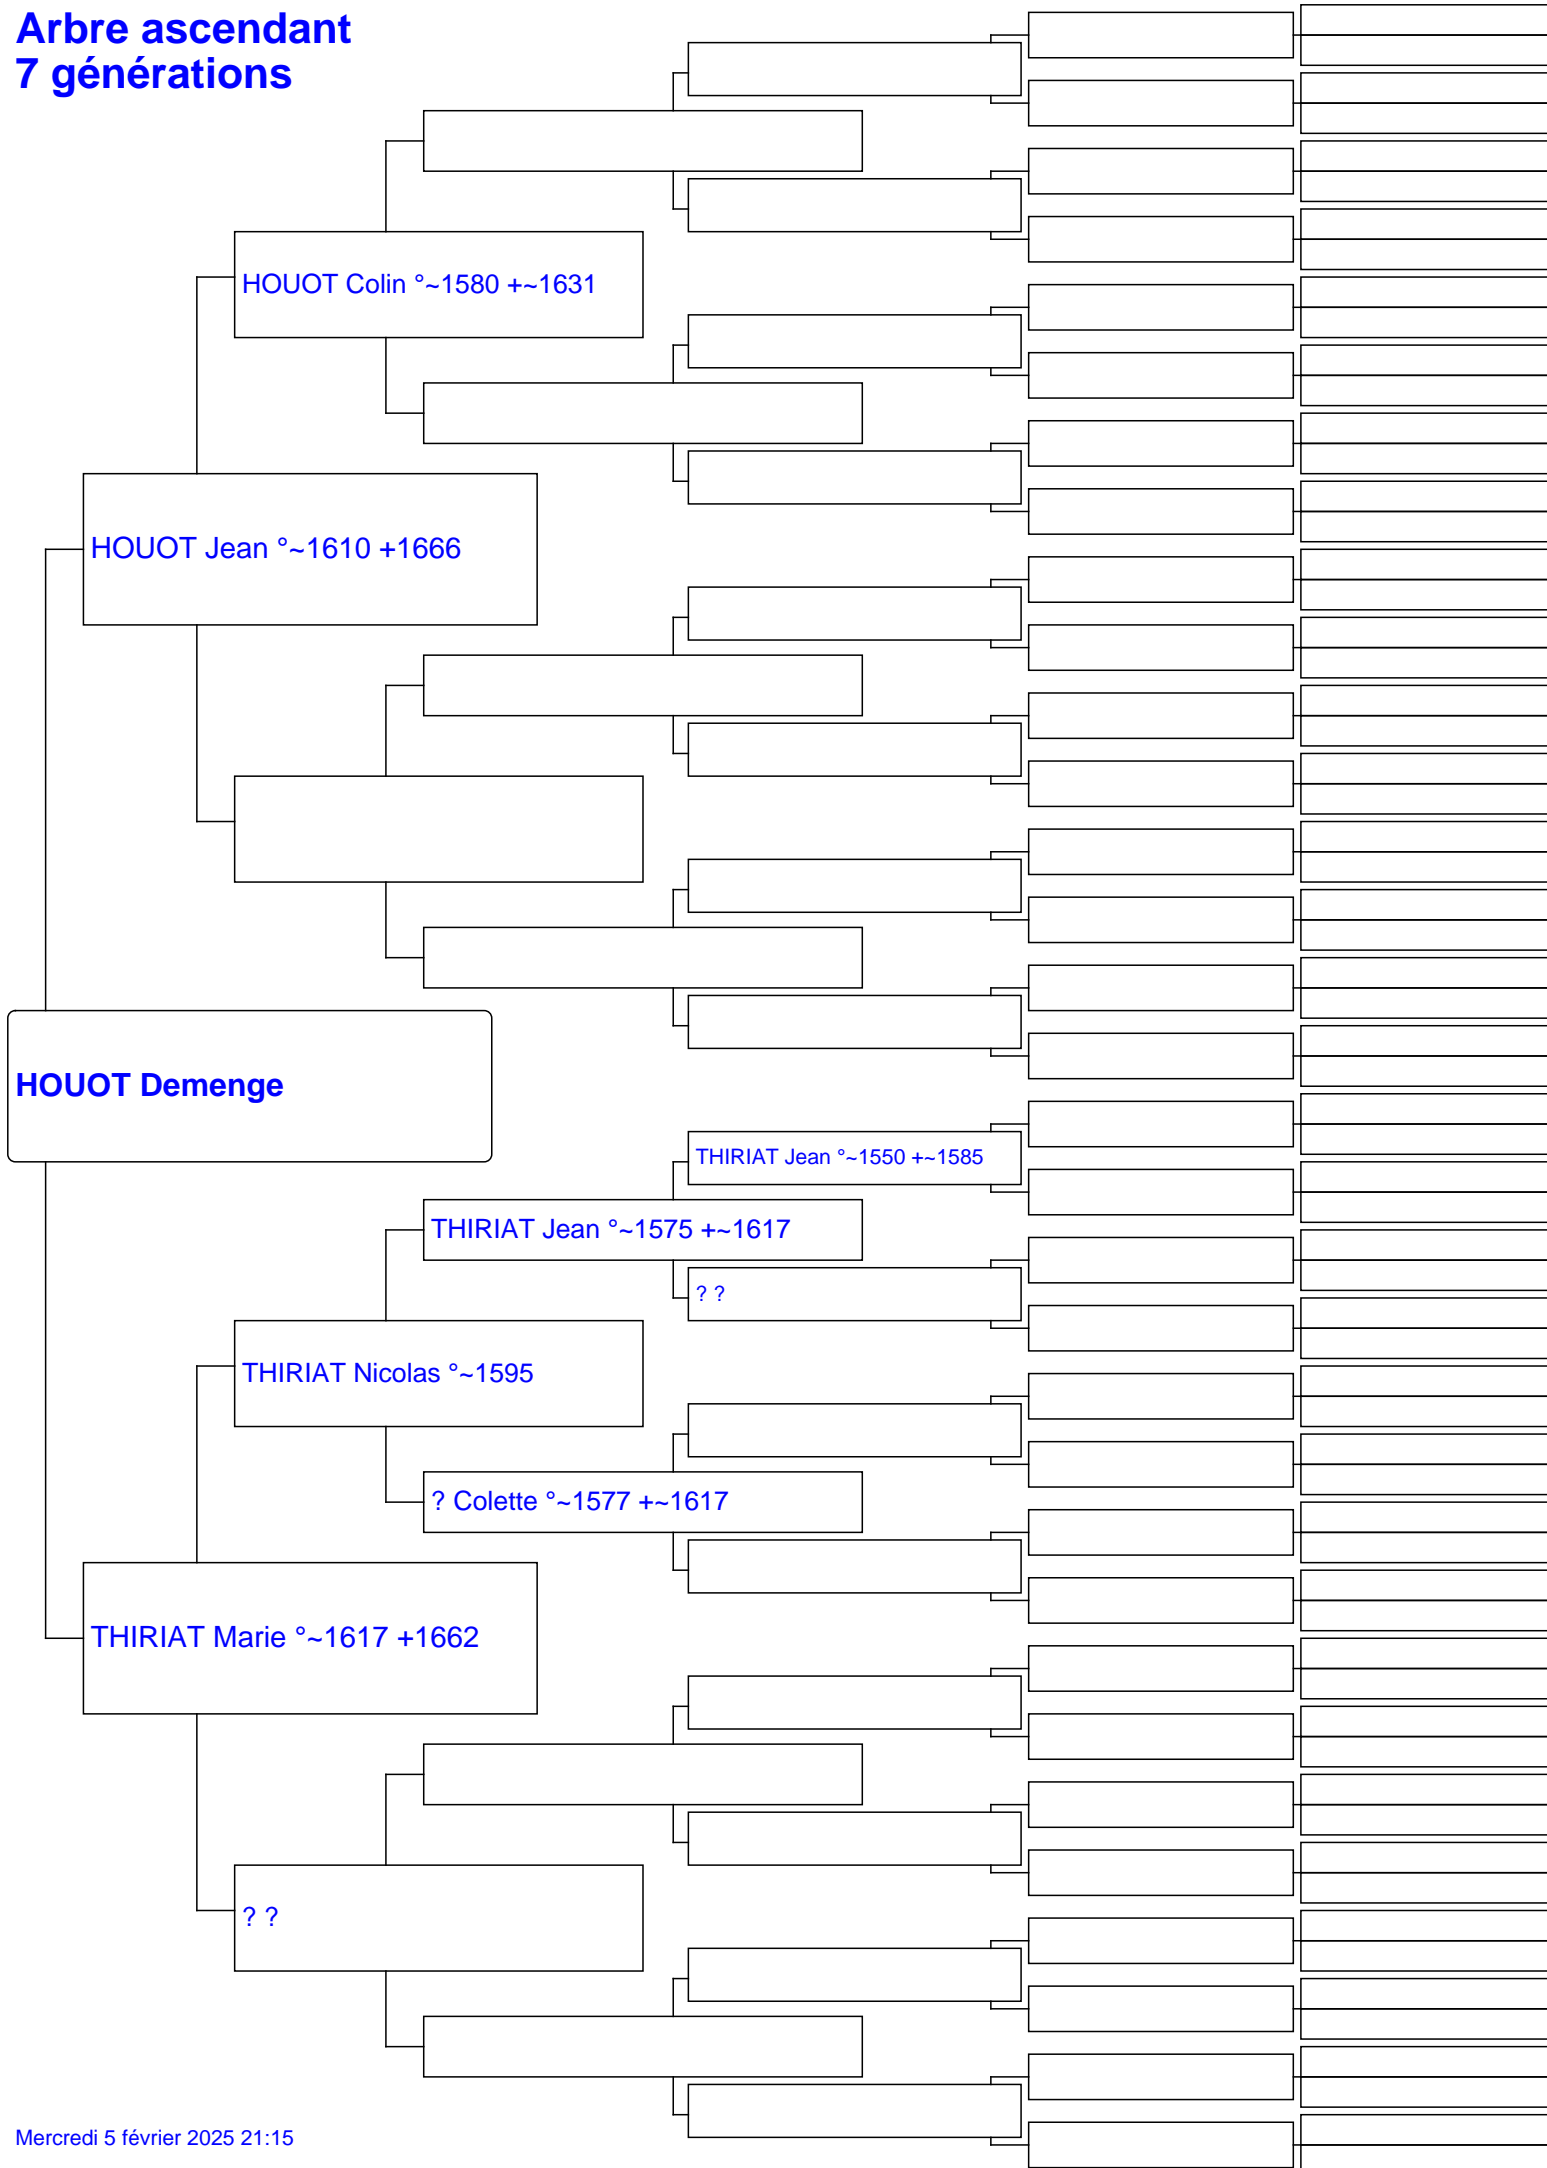 Arbre ascendant
7 générations
HOUOT Colin °~1580 +~1631
HOUOT Jean °~1610 +1666
HOUOT Demenge
THIRIAT Jean °~1550 +~1585
THIRIAT Jean °~1575 +~1617
? ?
THIRIAT Nicolas °~1595
? Colette °~1577 +~1617
THIRIAT Marie °~1617 +1662
? ?
Mercredi 5 février 2025 21:15